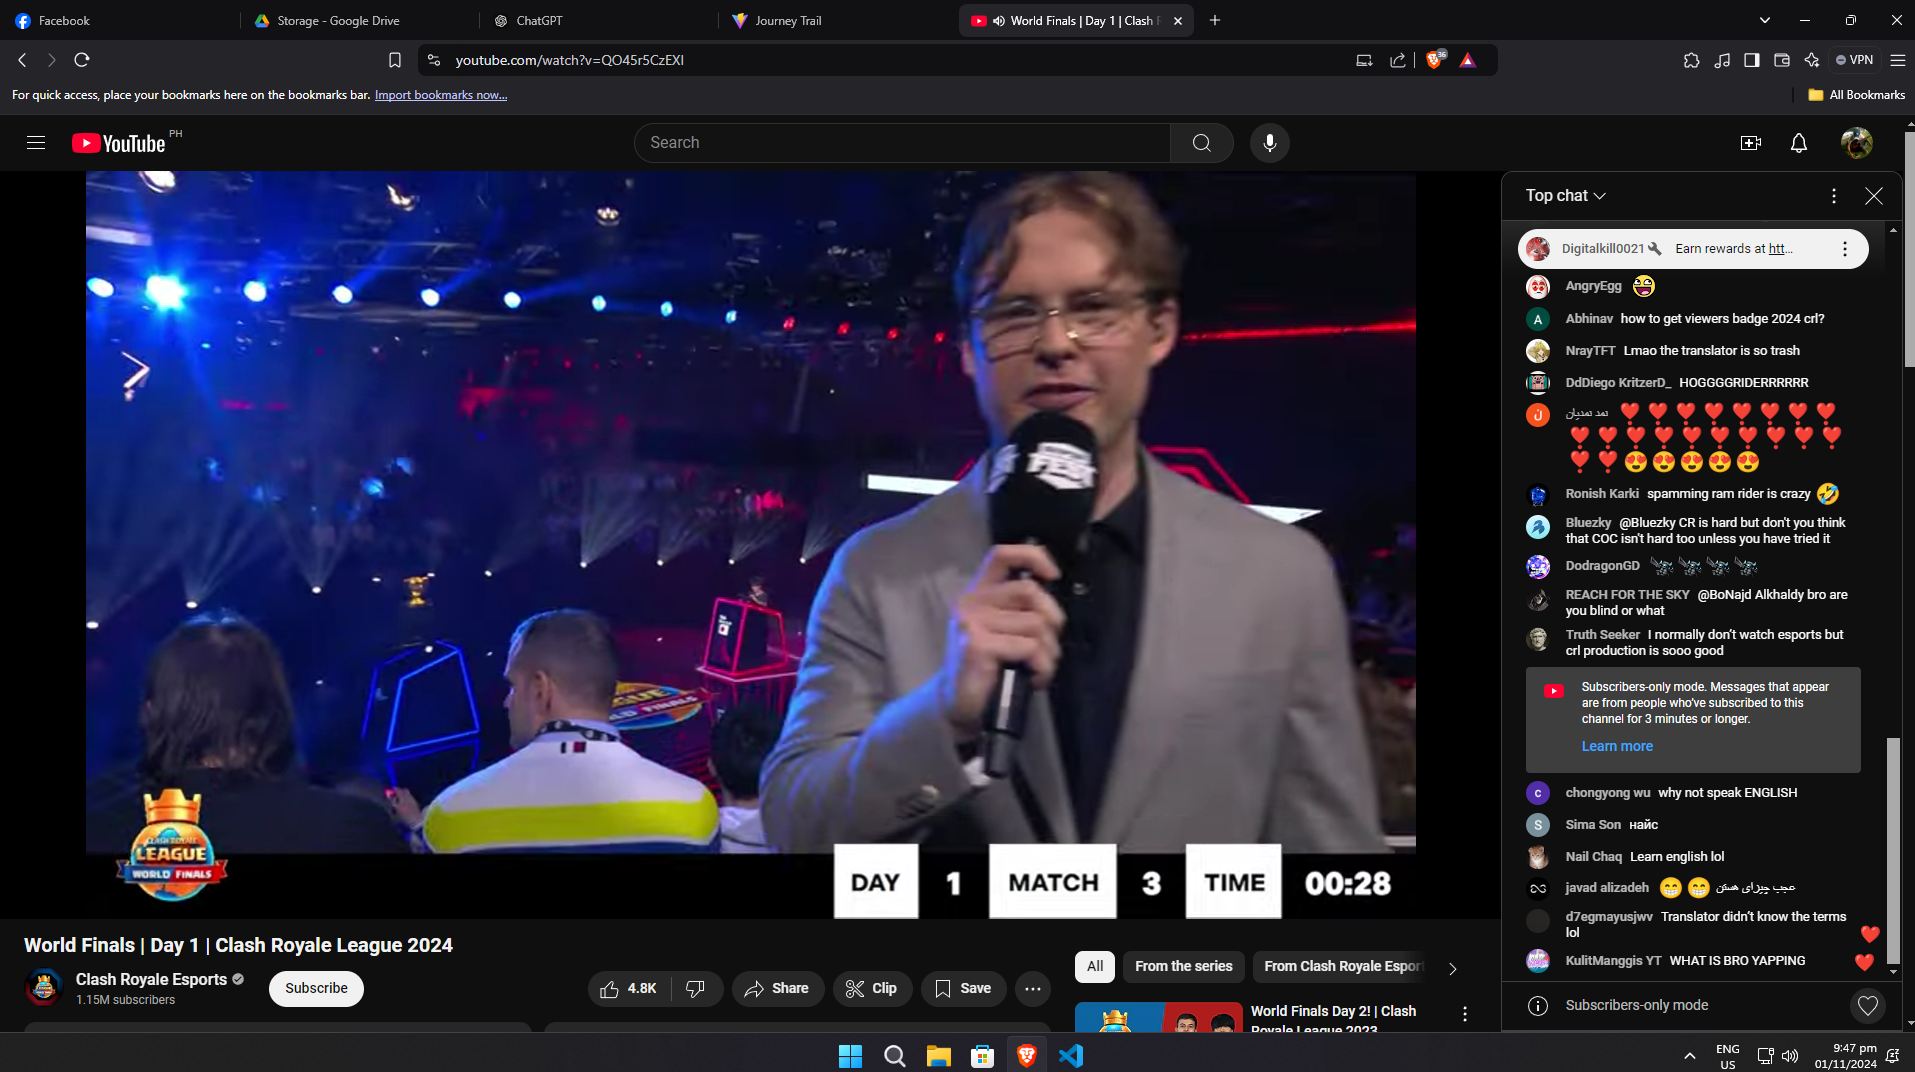 Facebook
Storage - Google Drive
ChatGPT
Journey Trail
World Finals | Day 1 | Clash R
youtube.com/watch?v=QO45r5CzEXI
36
VPN
For quick access, place your bookmarks here on the bookmarks bar. Import bookmarks now...
All Bookmarks
YouTube PH
Search
Top chat
Digitalkill0021 Earn rewards at htt...
AngryEgg
A
Abhinav how to get viewers badge 2024 crl?
NrayTFT Lmao the translator is so trash
DdDiego KritzerD_ HOGGGGRIDERRRRRR
ن
نمد نمدیان
Ronish Karki spamming ram rider is crazy
Bluezky @Bluezky CR is hard but don't you think
that COC isn't hard too unless you have tried it
DodragonGD
REACH FOR THE SKY @BoNajd Alkhaldy bro are
you blind or what
Truth Seeker I normally don't watch esports but
crl production is sooo good
Subscribers-only mode. Messages that appear
are from people who've subscribed to this
channel for 3 minutes or longer.
Learn more
c
chongyong wu why not speak ENGLISH
S
Sima Son найс
Nail Chaq Learn english lol
javad alizadeh عجب چیزای هستن
d7egmayusjwv Translator didn't know the terms
lol
KulitManggis YT WHAT IS BRO YAPPING
Subscribers-only mode
FEST
WORLD FINALS
CLASH ROYALE
LEAGUE
WORLD FINALS
DAY 1 MATCH 3 TIME 00:28
World Finals | Day 1 | Clash Royale League 2024
Clash Royale Esports
1.15M subscribers
Subscribe
4.8K
Share
Clip
Save
All
From the series
From Clash Royale Esport
World Finals Day 2! | Clash
Royale League 2023
ENG
US
9:47 pm
01/11/2024